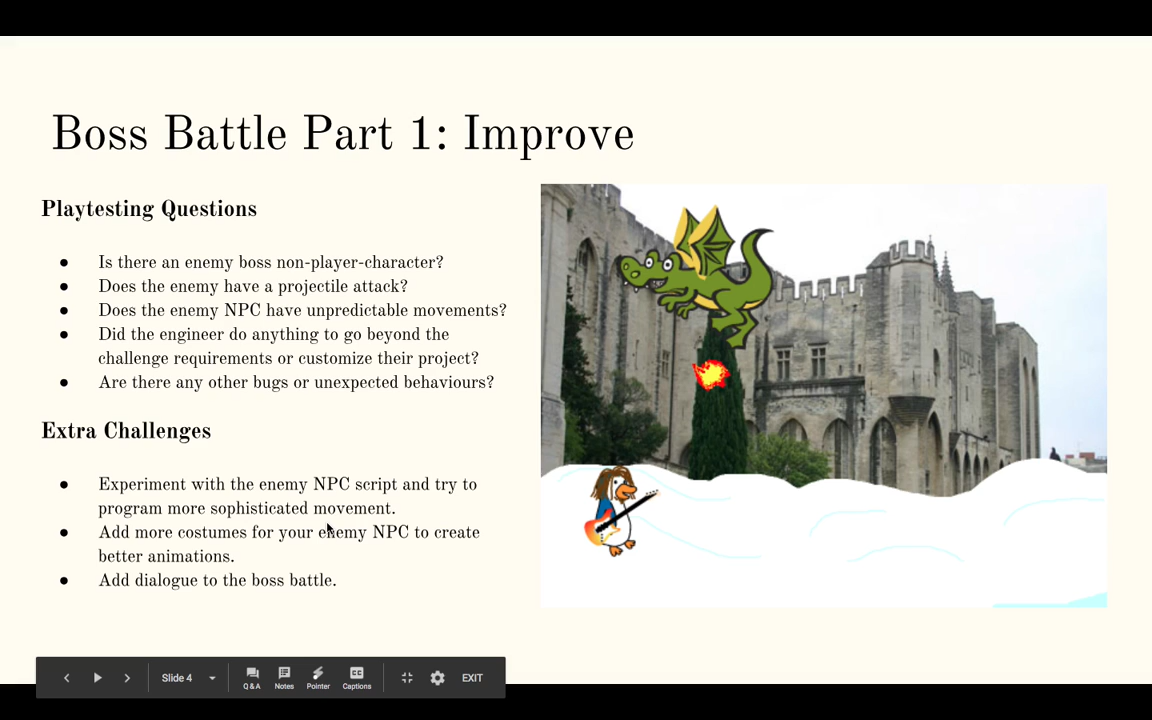 Boss Battle Part 1: Improve
Playtesting Questions
● Is there an enemy boss non-player-character?
● Does the enemy have a projectile attack?
● Does the enemy NPC have unpredictable movements?
● Did the engineer do anything to go beyond the
challenge requirements or customize their project?
● Are there any other bugs or unexpected behaviours?
Extra Challenges
● Experiment with the enemy NPC script and try to
program more sophisticated movement.
● Add more costumes for your enemy NPC to create
better animations.
● Add dialogue to the boss battle.
Slide 4
Q&A
Notes
Pointer
CC
Captions
EXIT